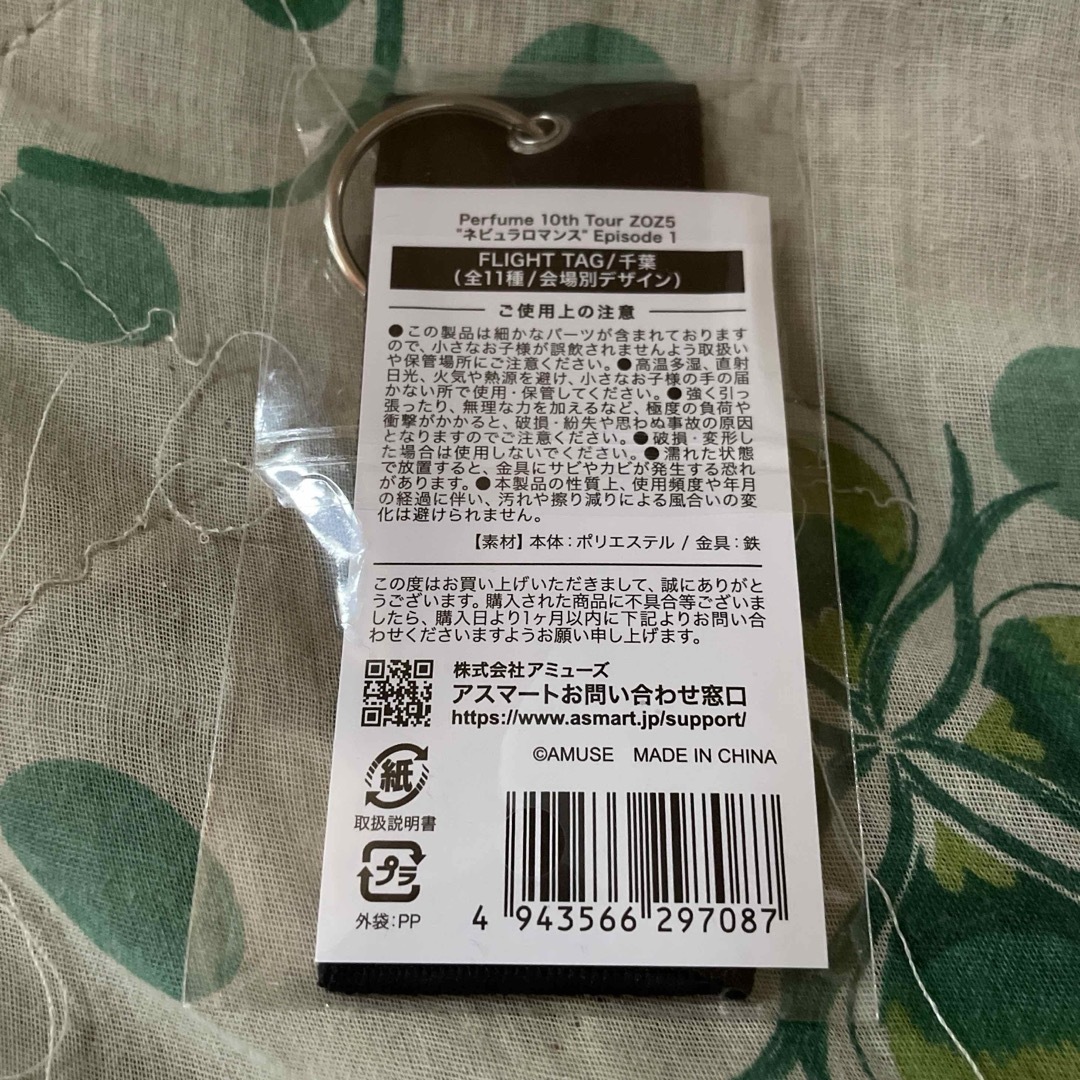 Perfume 10th Tour ZOZ5
"ネビュラロマンス" Episode 1
FLIGHT TAG/千葉
(全11種/会場別デザイン)
ご使用上の注意
●この製品は細かなパーツが含まれております
ので、小さなお子様が誤飲されませんよう取扱い
や保管場所にご注意ください。●高温多湿、直射
日光、火気や熱源を避け、小さなお子様の手の届
かない所で使用・保管してください。●強く引っ
張ったり、無理な力を加えるなど、極度の負荷や
衝撃がかかると、破損・紛失や思わぬ事故の原因
となりますのでご注意ください。●破損・変形し
た場合は使用しないでください。●濡れた状態
で放置すると、金具にサビやカビが発生する恐れ
があります。●本製品の性質上、使用頻度や年月
の経過に伴い、汚れや擦り減りによる風合いの変
化は避けられません。
【素材】本体:ポリエステル / 金具:鉄
この度はお買い上げいただきまして、誠にありがと
うございます。購入された商品に不具合等ございま
したら、購入日より1ヶ月以内に下記よりお問い合
わせくださいますようお願い申し上げます。
株式会社アミューズ
アスマートお問い合わせ窓口
https://www.asmart.jp/support/
©AMUSE MADE IN CHINA
紙
取扱説明書
プラ
外袋:PP
4 943566 297087